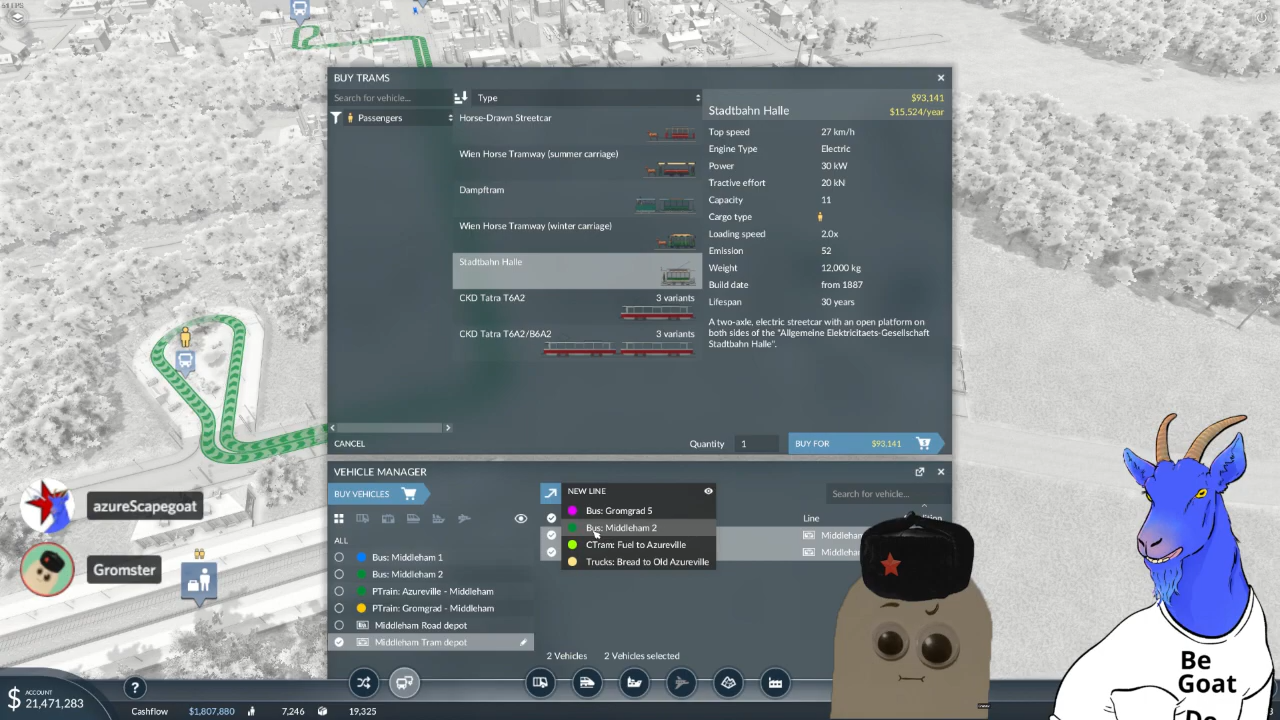 BUY TRAMS
Search for vehicle...
Type
Passengers
Horse-Drawn Streetcar
Wien Horse Tramway (summer carriage)
Dampftram
Wien Horse Tramway (winter carriage)
Stadtbahn Halle
CKD Tatra T6A2 3 variants
CKD Tatra T6A2/B6A2 3 variants
$93,141
Stadtbahn Halle
$15,524/year
Top speed 27 km/h
Engine Type Electric
Power 30 kW
Tractive effort 20 kN
Capacity 11
Cargo type
Loading speed 2.0x
Emission 52
Weight 12,000 kg
Build date from 1887
Lifespan 30 years
A two-axle, electric streetcar with an open platform on
both sides of the "Allgemeine Elektricitaets-Gesellschaft
Stadtbahn Halle".
CANCEL
Quantity 1
BUY FOR $93,141
VEHICLE MANAGER
BUY VEHICLES
Search for vehicle...
NEW LINE
Bus: Gromgrad 5
Bus: Middleham 2
CTram: Fuel to Azureville
Trucks: Bread to Old Azureville
Line
ALL
Bus: Middleham 1
Bus: Middleham 2
PTrain: Azureville - Middleham
PTrain: Gromgrad - Middleham
Middleham Road depot
Middleham Tram depot
2 Vehicles 2 Vehicles selected
azureScapegoat
Gromster
Be
Goat
$ ACCOUNT
21,471,283
?
Cashflow $1,807,880 7,246 19,325